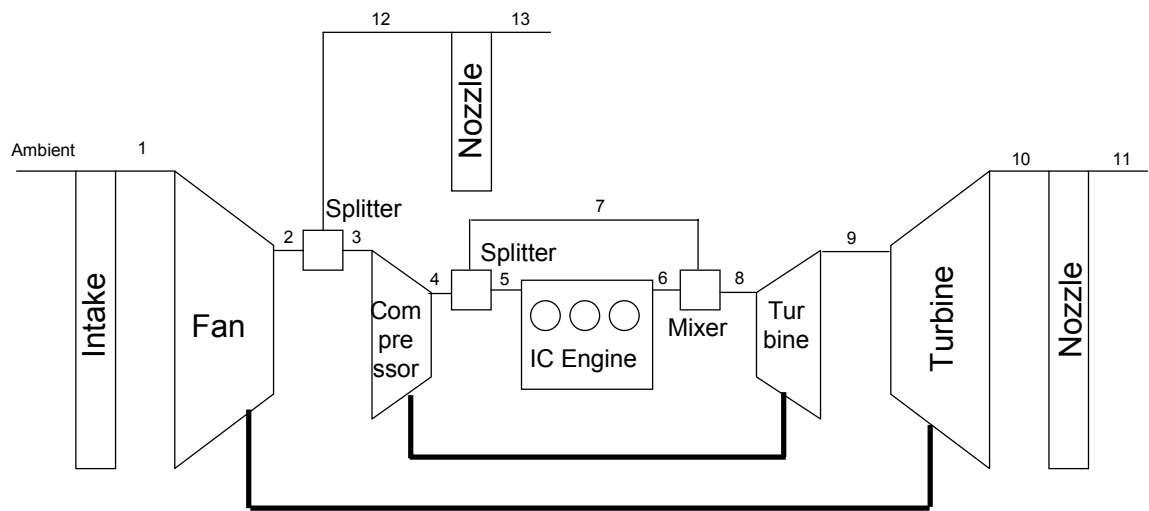 12
13
Nozzle
Ambient
1
Intake
Fan
2
Splitter
3
4
Splitter
5
7
Com
pre
ssor
IC Engine
6
Mixer
8
Tur
bine
9
Turbine
10
Nozzle
11